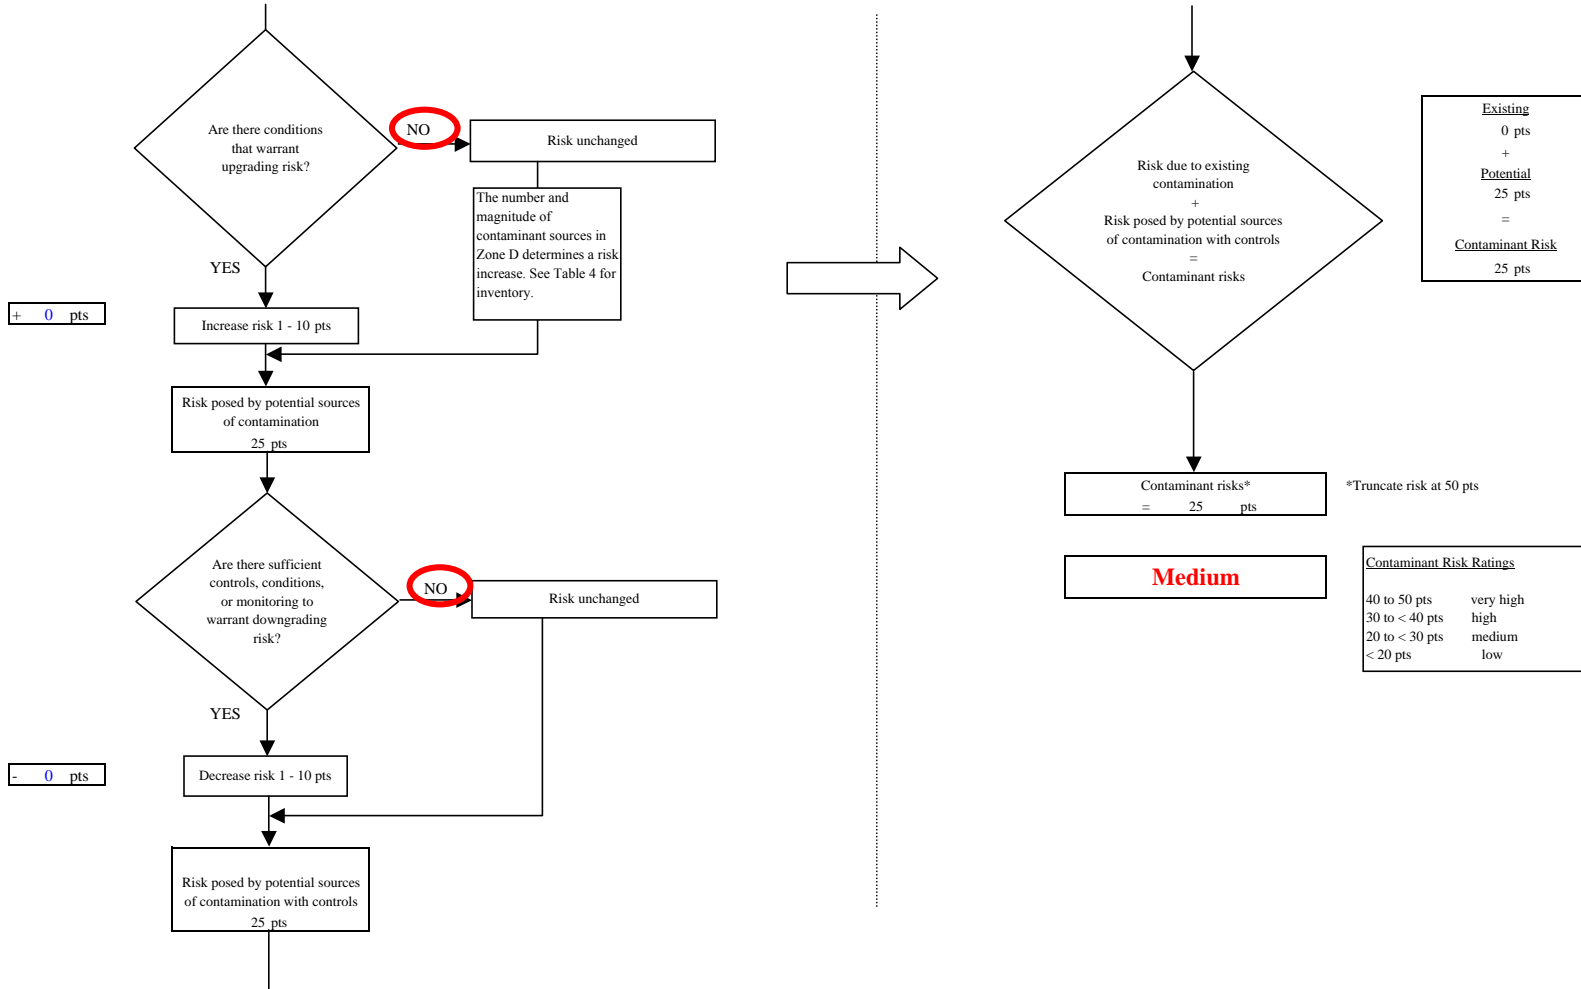 Are there conditions
that warrant
upgrading risk?
NO
Risk unchanged
The number and
magnitude of
contaminant sources in
Zone D determines a risk
increase. See Table 4 for
inventory.
YES
+ 0 pts
Increase risk 1 - 10 pts
Risk posed by potential sources
of contamination
25 pts
Are there sufficient
controls, conditions,
or monitoring to
warrant downgrading
risk?
NO
Risk unchanged
YES
- 0 pts
Decrease risk 1 - 10 pts
Risk posed by potential sources
of contamination with controls
25 pts
Risk due to existing
contamination
+
Risk posed by potential sources
of contamination with controls
=
Contaminant risks
Existing
0 pts
+
Potential
25 pts
=
Contaminant Risk
25 pts
Contaminant risks*
= 25 pts
*Truncate risk at 50 pts
Medium
Contaminant Risk Ratings
40 to 50 pts very high
30 to < 40 pts high
20 to < 30 pts medium
< 20 pts low